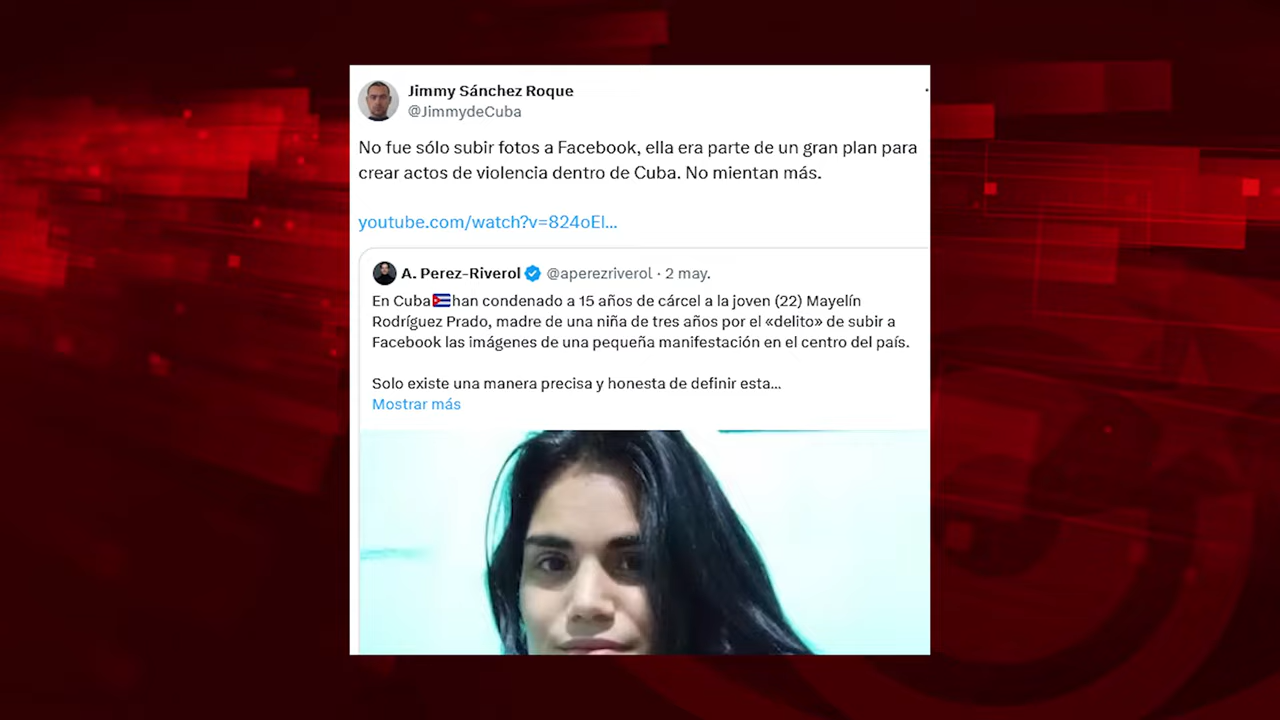 Jimmy Sánchez Roque
@JimmydeCuba
No fue sólo subir fotos a Facebook, ella era parte de un gran plan para
crear actos de violencia dentro de Cuba. No mientan más.
youtube.com/watch?v=824oEl...
A. Perez-Riverol @aperezriverol · 2 may.
En Cuba🇨🇺han condenado a 15 años de cárcel a la joven (22) Mayelín
Rodríguez Prado, madre de una niña de tres años por el «delito» de subir a
Facebook las imágenes de una pequeña manifestación en el centro del país.
Solo existe una manera precisa y honesta de definir esta...
Mostrar más